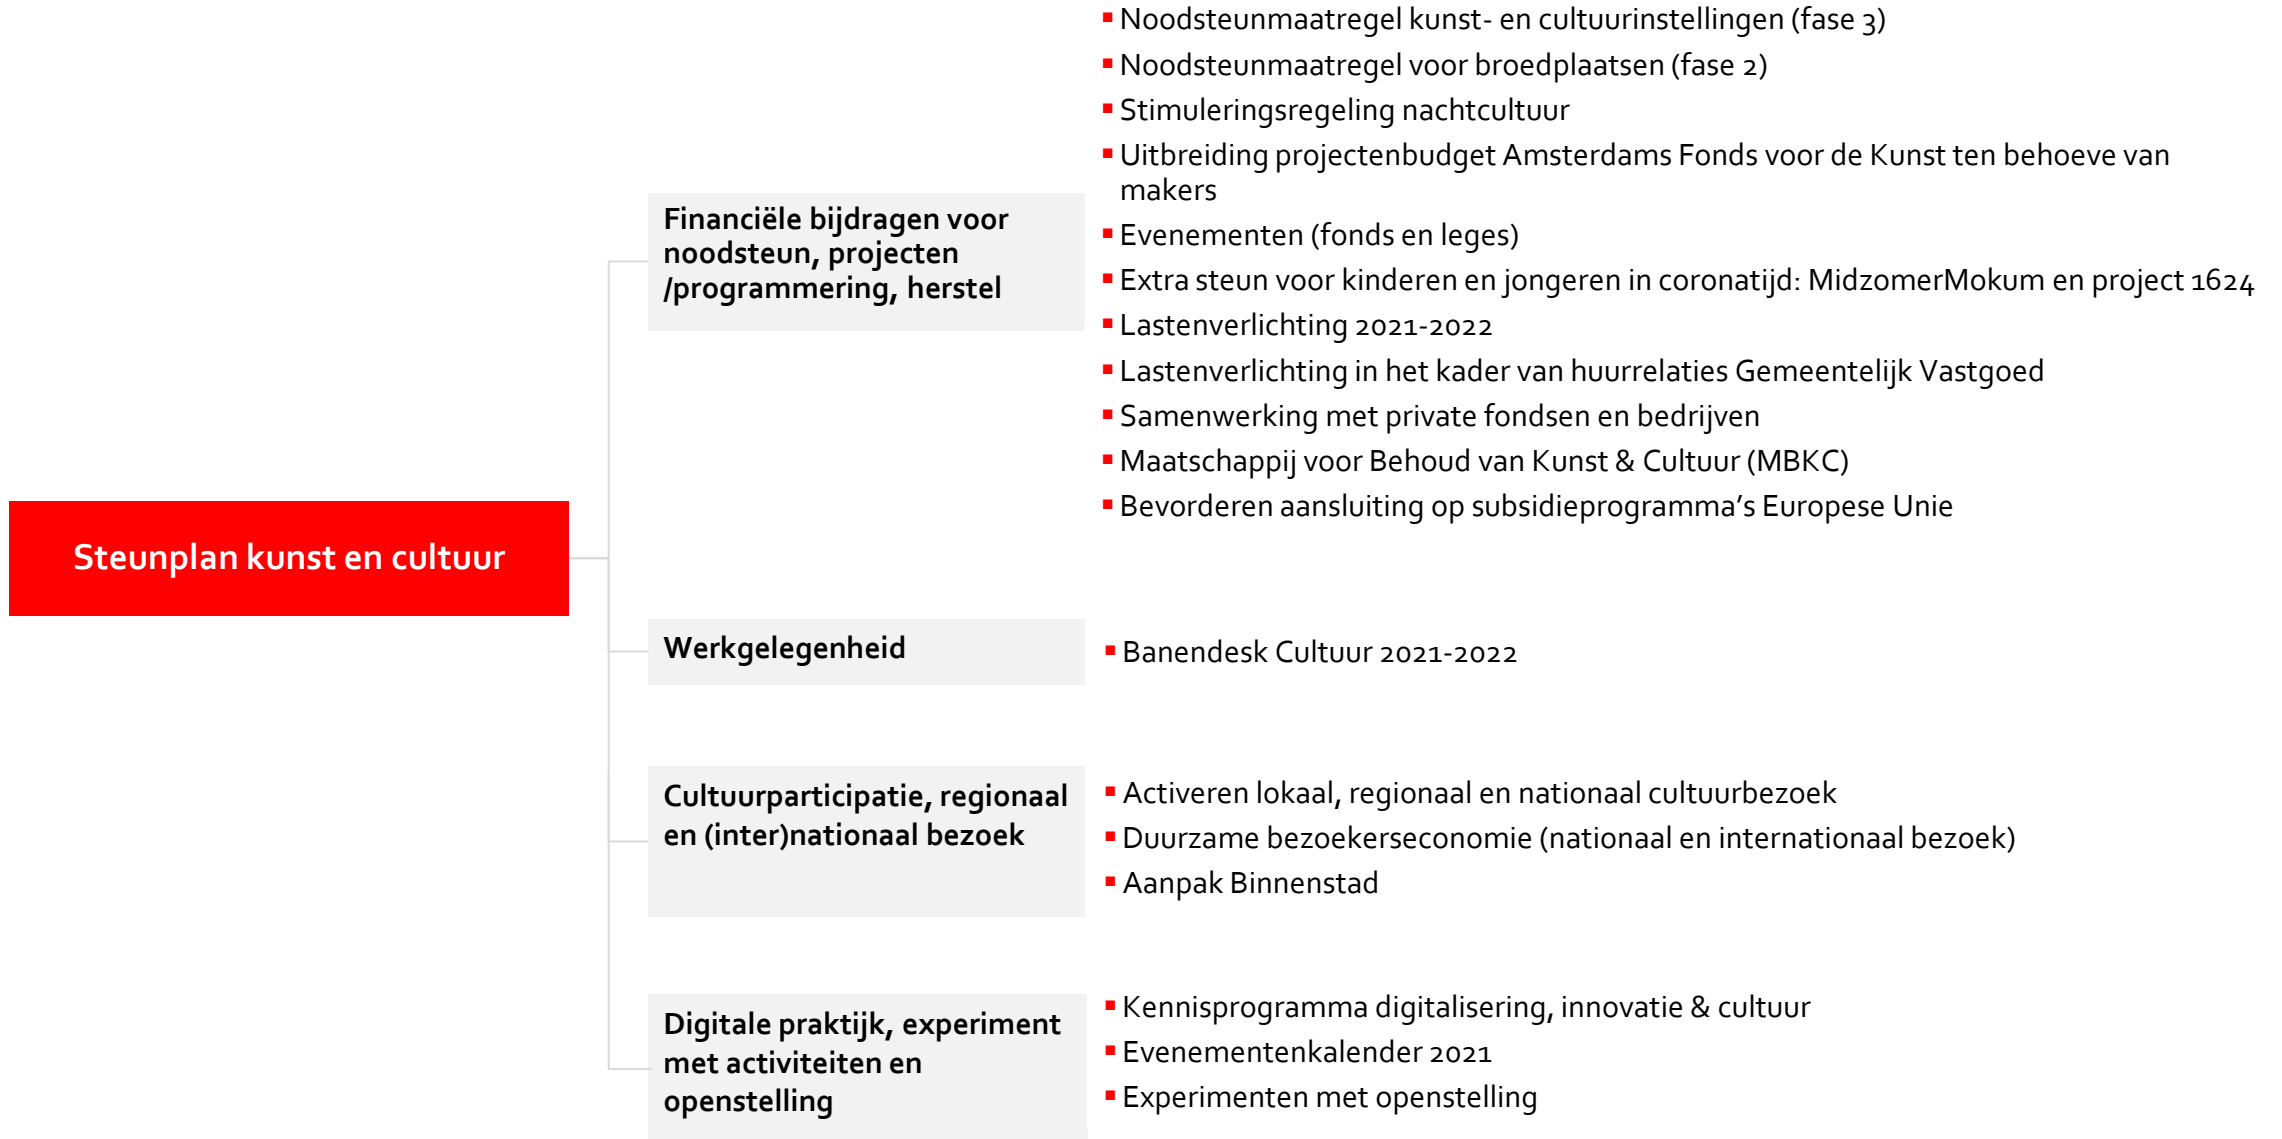 Steunplan kunst en cultuur
Financiële bijdragen voor
noodsteun, projecten
/programmering, herstel
▪ Noodsteunmaatregel kunst- en cultuurinstellingen (fase 3)
▪ Noodsteunmaatregel voor broedplaatsen (fase 2)
▪ Stimuleringsregeling nachtcultuur
▪ Uitbreiding projectenbudget Amsterdams Fonds voor de Kunst ten behoeve van
makers
▪ Evenementen (fonds en leges)
▪ Extra steun voor kinderen en jongeren in coronatijd: MidzomerMokum en project 1624
▪ Lastenverlichting 2021-2022
▪ Lastenverlichting in het kader van huurrelaties Gemeentelijk Vastgoed
▪ Samenwerking met private fondsen en bedrijven
▪ Maatschappij voor Behoud van Kunst & Cultuur (MBKC)
▪ Bevorderen aansluiting op subsidieprogramma’s Europese Unie
Werkgelegenheid
▪ Banendesk Cultuur 2021-2022
Cultuurparticipatie, regionaal
en (inter)nationaal bezoek
▪ Activeren lokaal, regionaal en nationaal cultuurbezoek
▪ Duurzame bezoekerseconomie (nationaal en internationaal bezoek)
▪ Aanpak Binnenstad
Digitale praktijk, experiment
met activiteiten en
openstelling
▪ Kennisprogramma digitalisering, innovatie & cultuur
▪ Evenementenkalender 2021
▪ Experimenten met openstelling